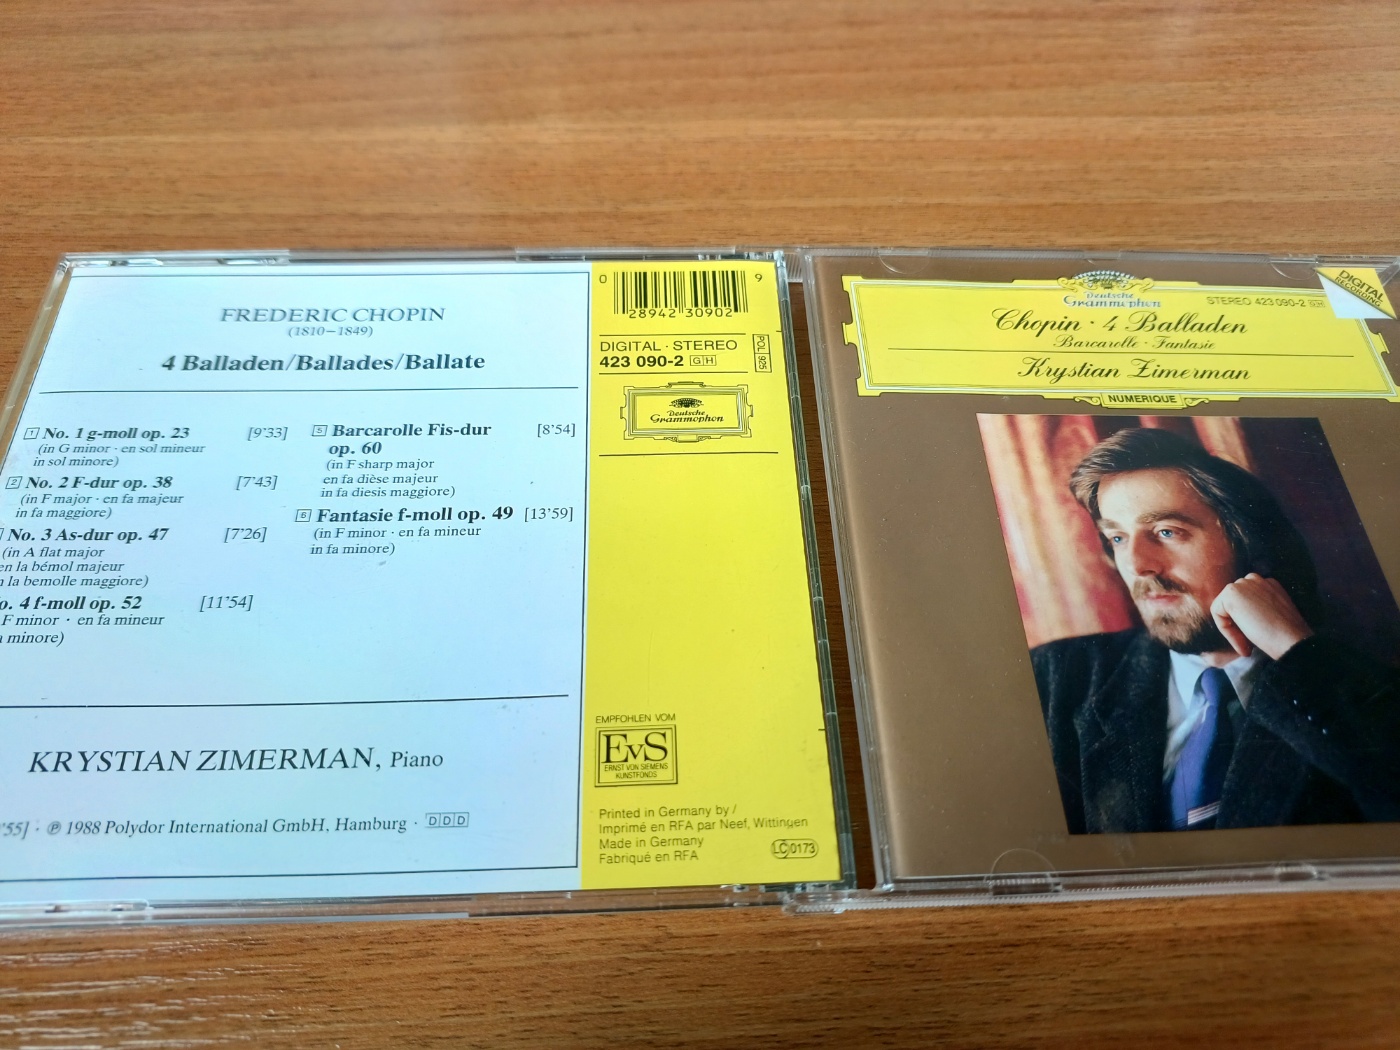 FREDERIC CHOPIN
(1810–1849)
4 Balladen/Ballades/Ballate
1 No. 1 g-moll op. 23 [9'33]
(in G minor · en sol mineur
in sol minore)
2 No. 2 F-dur op. 38 [7'43]
(in F major · en fa majeur
in fa maggiore)
No. 3 As-dur op. 47 [7'26]
(in A flat major
en la bémol majeur
la bemolle maggiore)
4 f-moll op. 52 [11'54]
F minor · en fa mineur
minore)
5 Barcarolle Fis-dur [8'54]
op. 60
(in F sharp major
en fa dièse majeur
in fa diesis maggiore)
6 Fantasie f-moll op. 49 [13'59]
(in F minor · en fa mineur
in fa minore)
KRYSTIAN ZIMERMAN, Piano
'55] · ℗ 1988 Polydor International GmbH, Hamburg · DDD
0 28942 30902 9
DIGITAL · STEREO
423 090-2 GH
POL 925
Deutsche
Grammophon
EMPFOHLEN VOM
EvS
ERNST VON SIEMENS
KUNSTFONDS
Printed in Germany by /
Imprimé en RFA par Neef, Wittingen
Made in Germany
Fabriqué en RFA
LC 0173
Deutsche
Grammophon
STEREO 423 090-2 GH
DIGITAL
RECORDING
Chopin · 4 Balladen
Barcarolle · Fantasie
Krystian Zimerman
NUMERIQUE